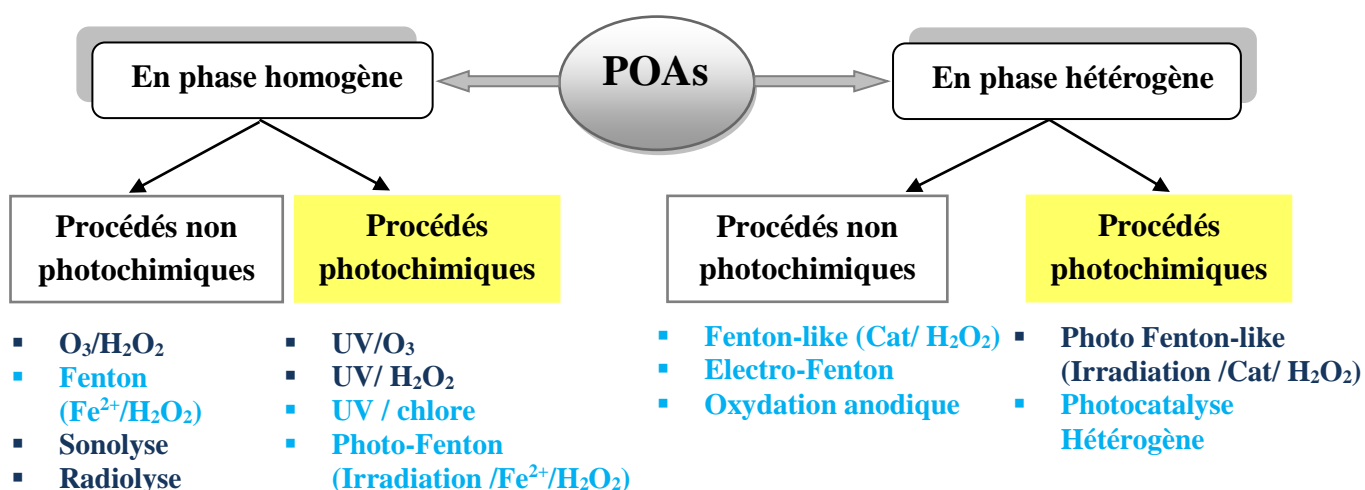 POAs
En phase homogène
En phase hétérogène
Procédés non
photochimiques
Procédés
photochimiques
Procédés non
photochimiques
Procédés
photochimiques
▪ O₃/H₂O₂
▪ Fenton
(Fe²⁺/H₂O₂)
▪ Sonolyse
▪ Radiolyse
▪ UV/O₃
▪ UV/ H₂O₂
▪ UV / chlore
▪ Photo-Fenton
(Irradiation /Fe²⁺/H₂O₂)
▪ Fenton-like (Cat/ H₂O₂)
▪ Electro-Fenton
▪ Oxydation anodique
▪ Photo Fenton-like
(Irradiation /Cat/ H₂O₂)
▪ Photocatalyse
Hétérogène